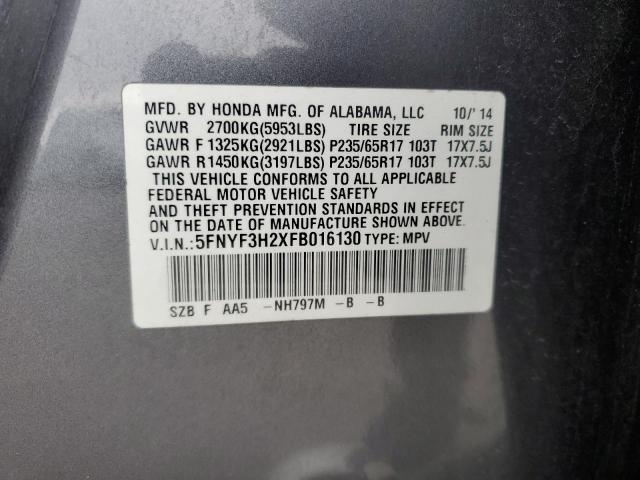 MFD. BY HONDA MFG. OF ALABAMA, LLC 10/'14
GVWR 2700KG(5953LBS) TIRE SIZE RIM SIZE
GAWR F 1325KG(2921LBS) P235/65R17 103T 17X7.5J
GAWR R 1450KG(3197LBS) P235/65R17 103T 17X7.5J
THIS VEHICLE CONFORMS TO ALL APPLICABLE
FEDERAL MOTOR VEHICLE SAFETY
AND THEFT PREVENTION STANDARDS IN EFFECT
ON THE DATE OF MANUFACTURE SHOWN ABOVE.
V.I.N.:5FNYF3H2XFB016130 TYPE: MPV
SZB F AA5 -NH797M -B -B